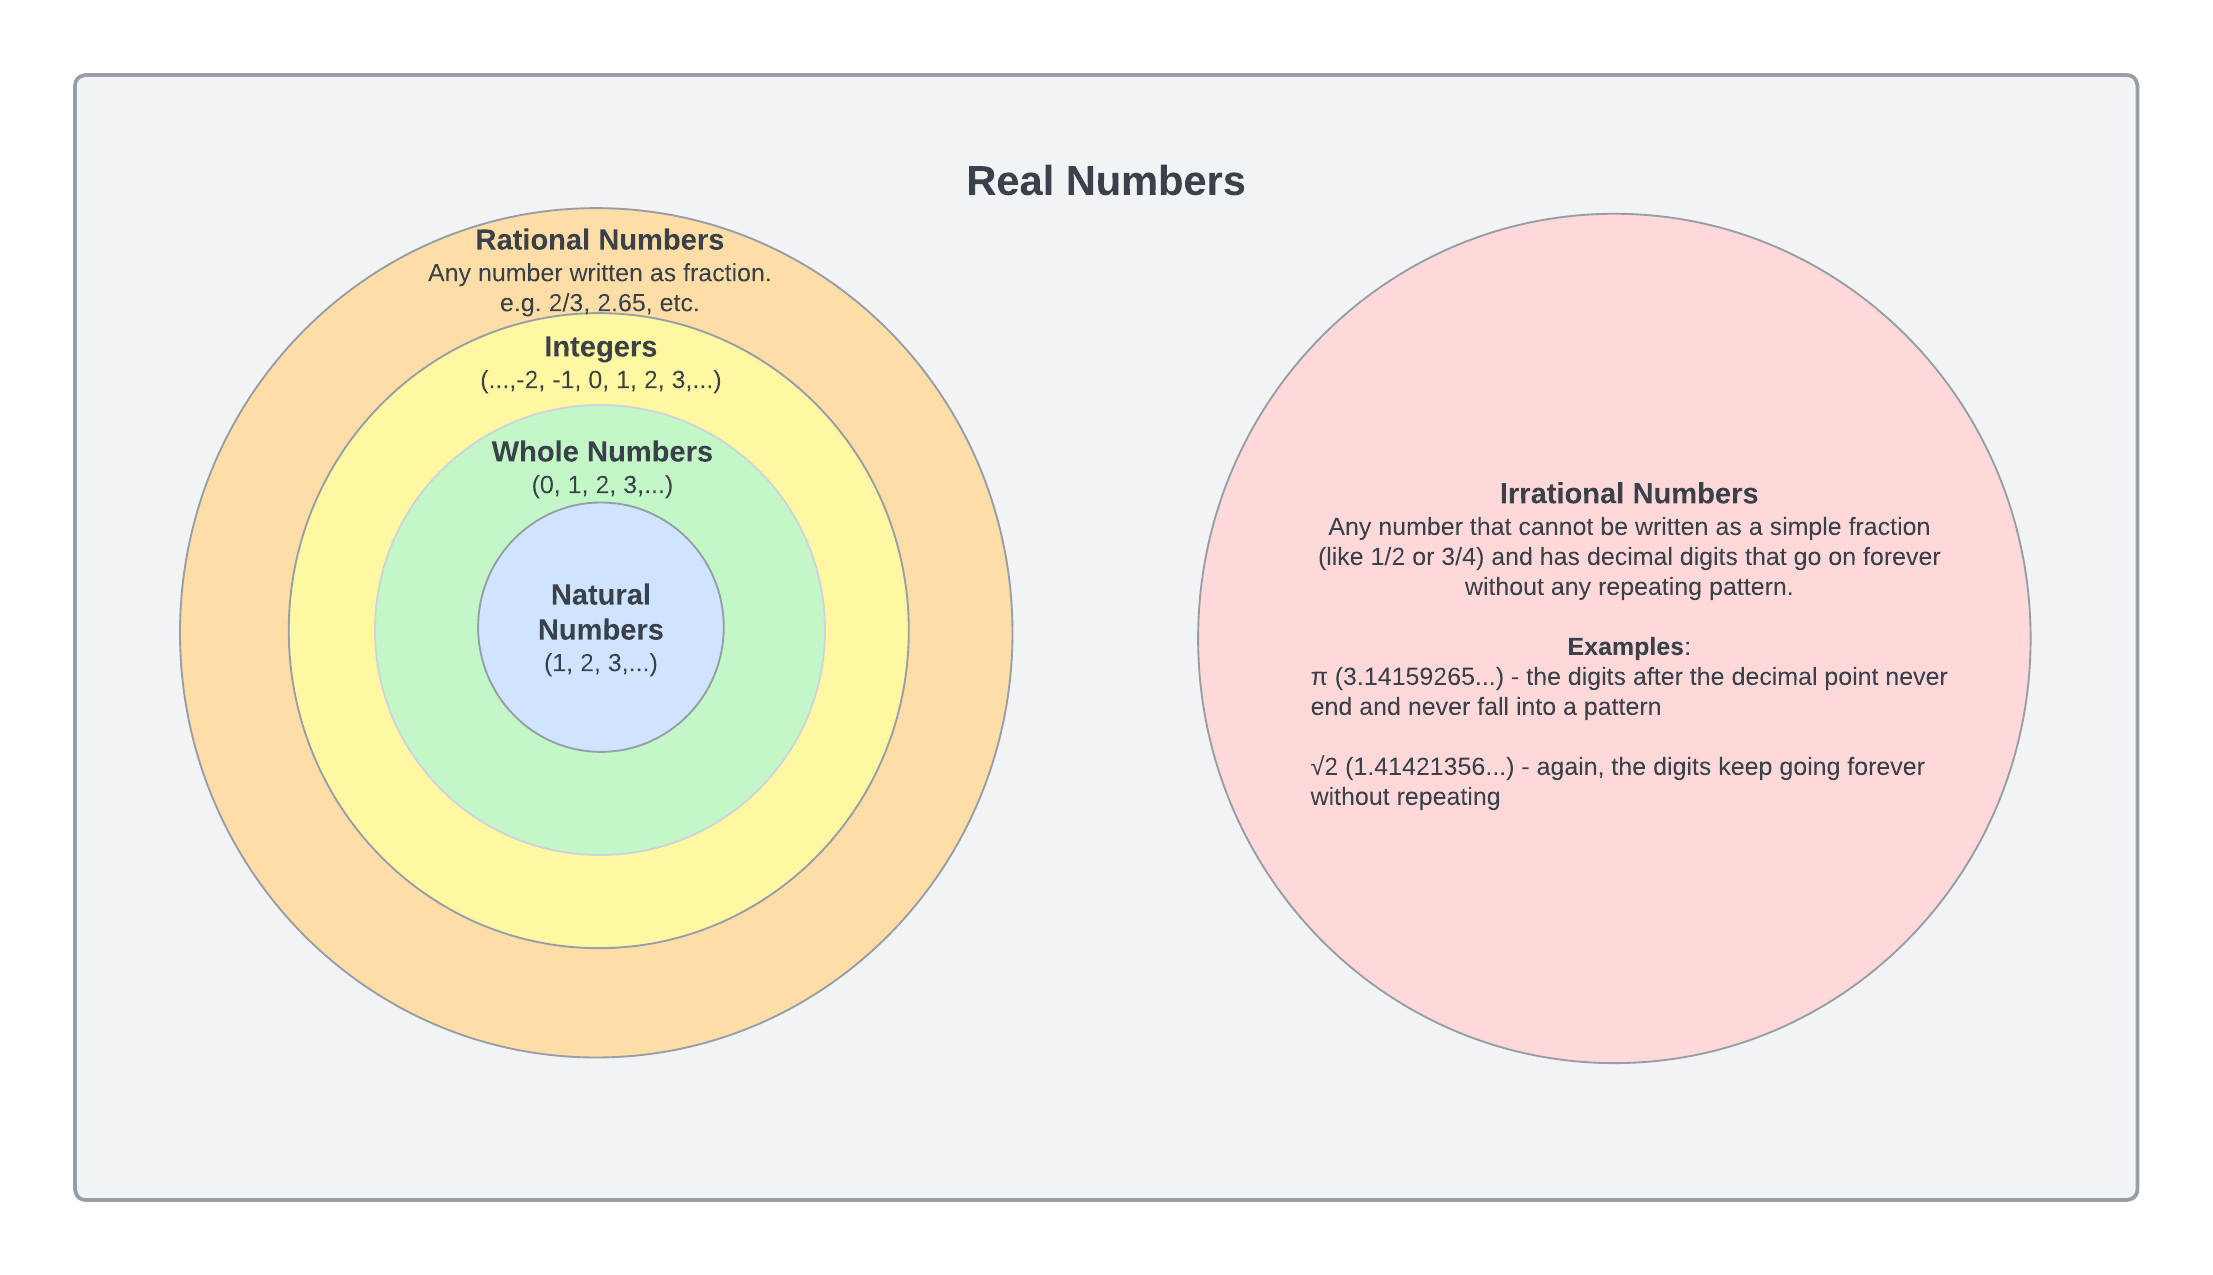 Real Numbers
Rational Numbers
Any number written as fraction.
e.g. 2/3, 2.65, etc.
Integers
(...,-2, -1, 0, 1, 2, 3,...)
Whole Numbers
(0, 1, 2, 3,...)
Natural
Numbers
(1, 2, 3,...)
Irrational Numbers
Any number that cannot be written as a simple fraction
(like 1/2 or 3/4) and has decimal digits that go on forever
without any repeating pattern.
Examples:
π (3.14159265...) - the digits after the decimal point never
end and never fall into a pattern
√2 (1.41421356...) - again, the digits keep going forever
without repeating